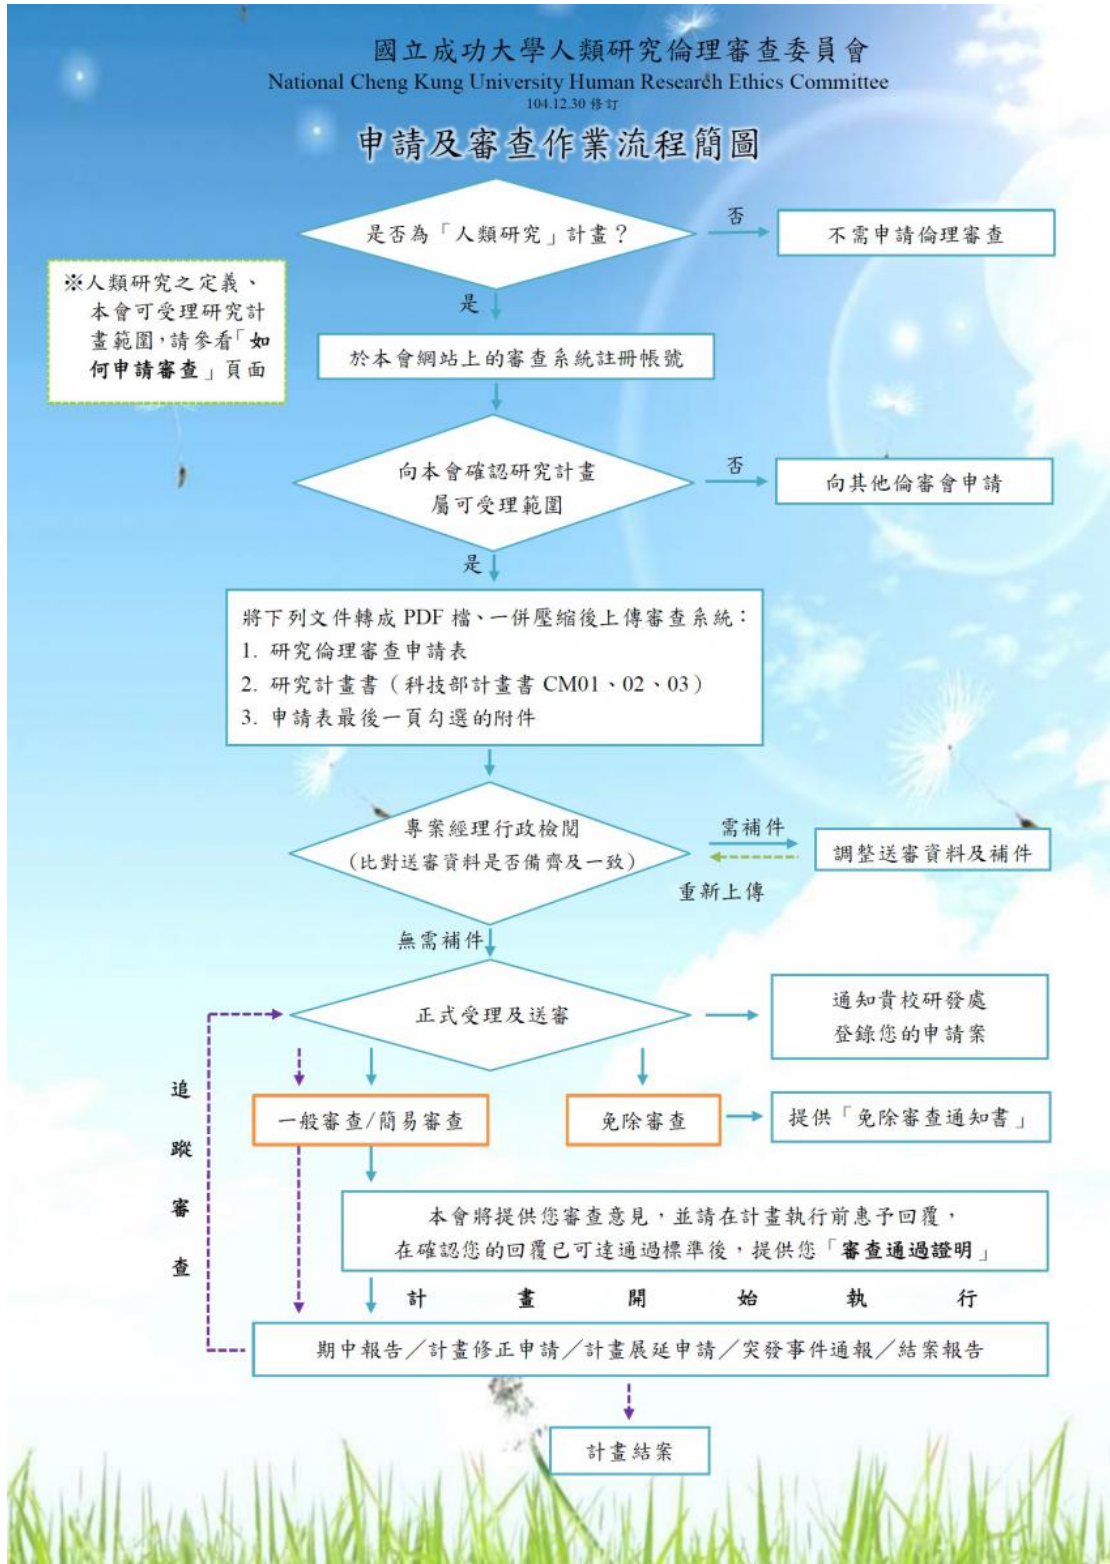 國立成功大學人類研究倫理審查委員會
National Cheng Kung University Human Research Ethics Committee
104.12.30 修訂
申請及審查作業流程簡圖
是否為「人類研究」計畫？
否
不需申請倫理審查
※人類研究之定義、
本會可受理研究計
畫範圍，請參看「如
何申請審查」頁面
是
於本會網站上的審查系統註冊帳號
向本會確認研究計畫
屬可受理範圍
否
向其他倫審會申請
是
將下列文件轉成 PDF 檔、一併壓縮後上傳審查系統：
1. 研究倫理審查申請表
2. 研究計畫書（科技部計畫書 CM01、02、03）
3. 申請表最後一頁勾選的附件
專案經理行政檢閱
(比對送審資料是否備齊及一致)
需補件
調整送審資料及補件
重新上傳
無需補件
正式受理及送審
通知貴校研發處
登錄您的申請案
追蹤審查
一般審查/簡易審查
免除審查
提供「免除審查通知書」
本會將提供您審查意見，並請在計畫執行前惠予回覆，
在確認您的回覆已可達通過標準後，提供您「審查通過證明」
計畫開始執行
期中報告／計畫修正申請／計畫展延申請／突發事件通報／結案報告
計畫結案